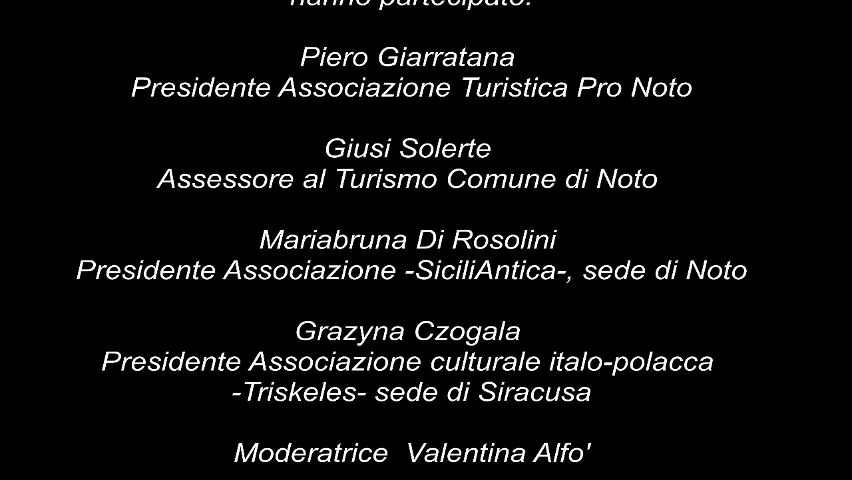 hanno partecipato:
Piero Giarratana
Presidente Associazione Turistica Pro Noto
Giusi Solerte
Assessore al Turismo Comune di Noto
Mariabruna Di Rosolini
Presidente Associazione -SiciliAntica-, sede di Noto
Grazyna Czogala
Presidente Associazione culturale italo-polacca
-Triskeles- sede di Siracusa
Moderatrice  Valentina Alfo'